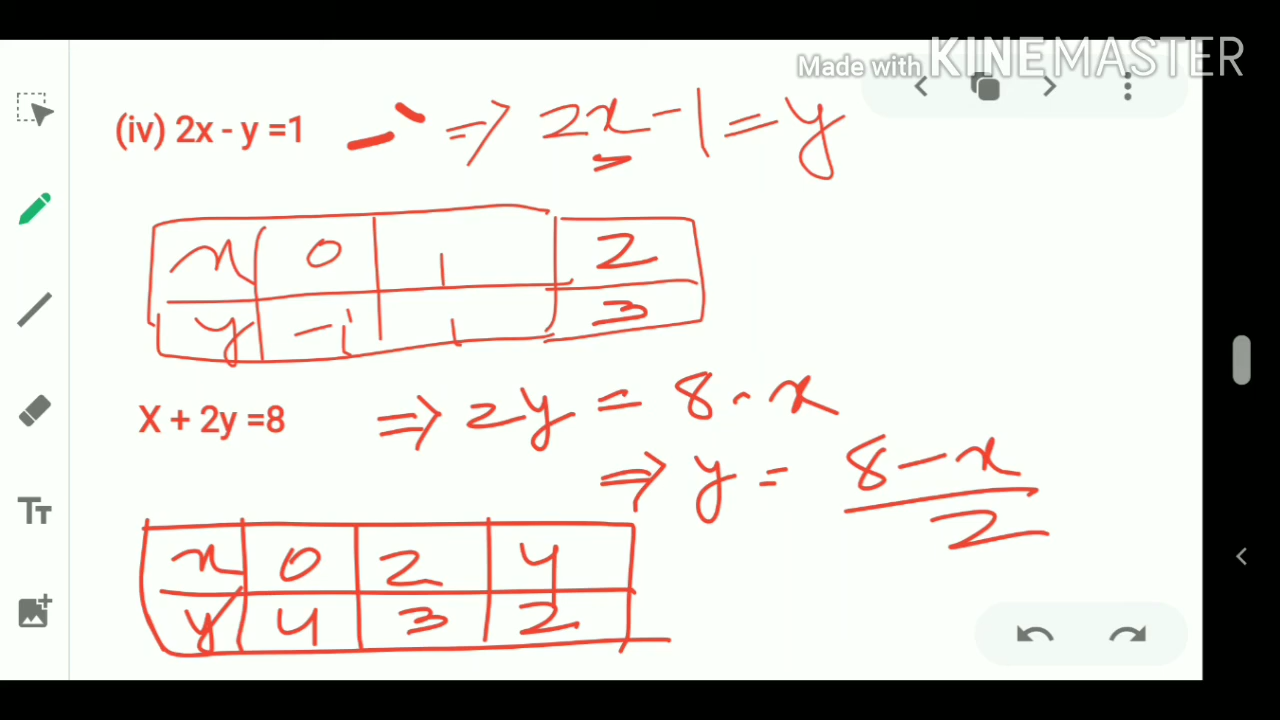 Made with KINEMASTER
(iv) 2x - y =1 ⇒ 2x - 1 = y
x 0 1 2
y -1 1 3
X + 2y =8 ⇒ 2y = 8 - x
⇒ y = 8 - x / 2
x 0 2 4
y 4 3 2
TT